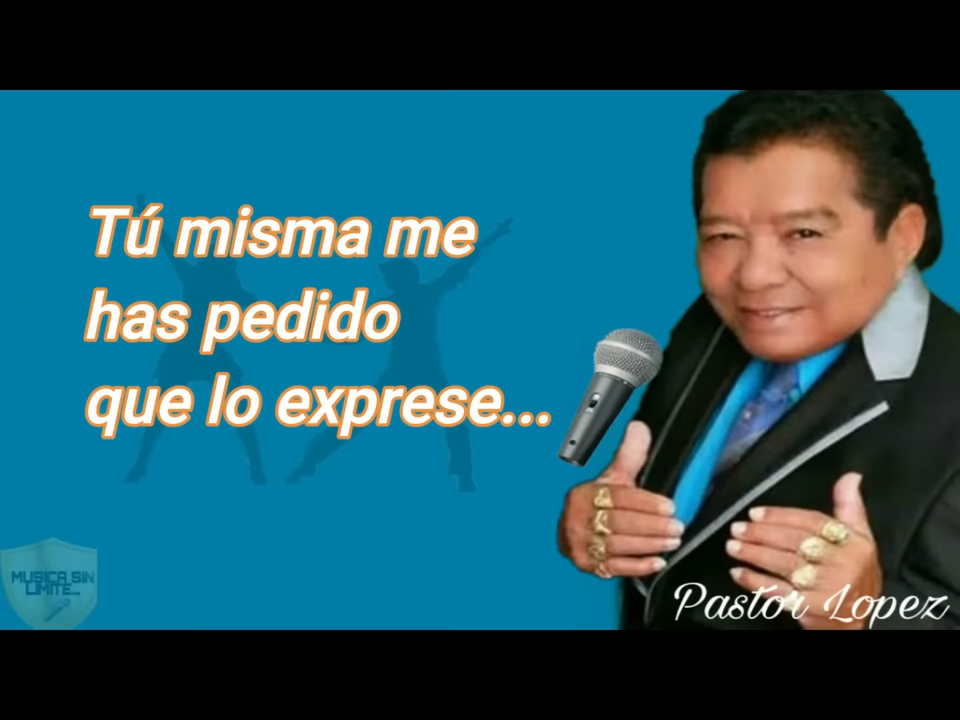 Tú misma me
has pedido
que lo exprese...
MUSICA SIN
LIMITE...
Pastor Lopez